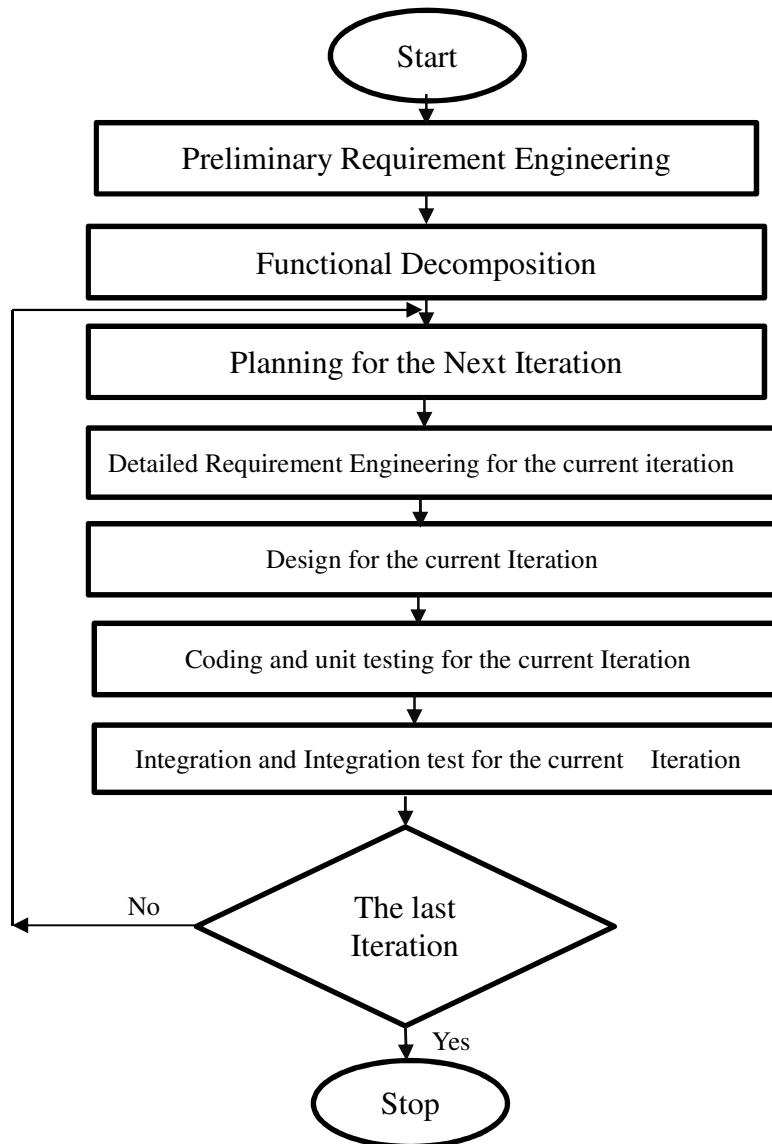 Start
Preliminary Requirement Engineering
Functional Decomposition
Planning for the Next Iteration
Detailed Requirement Engineering for the current iteration
Design for the current Iteration
Coding and unit testing for the current Iteration
Integration and Integration test for the current Iteration
No
The last
Iteration
Yes
Stop